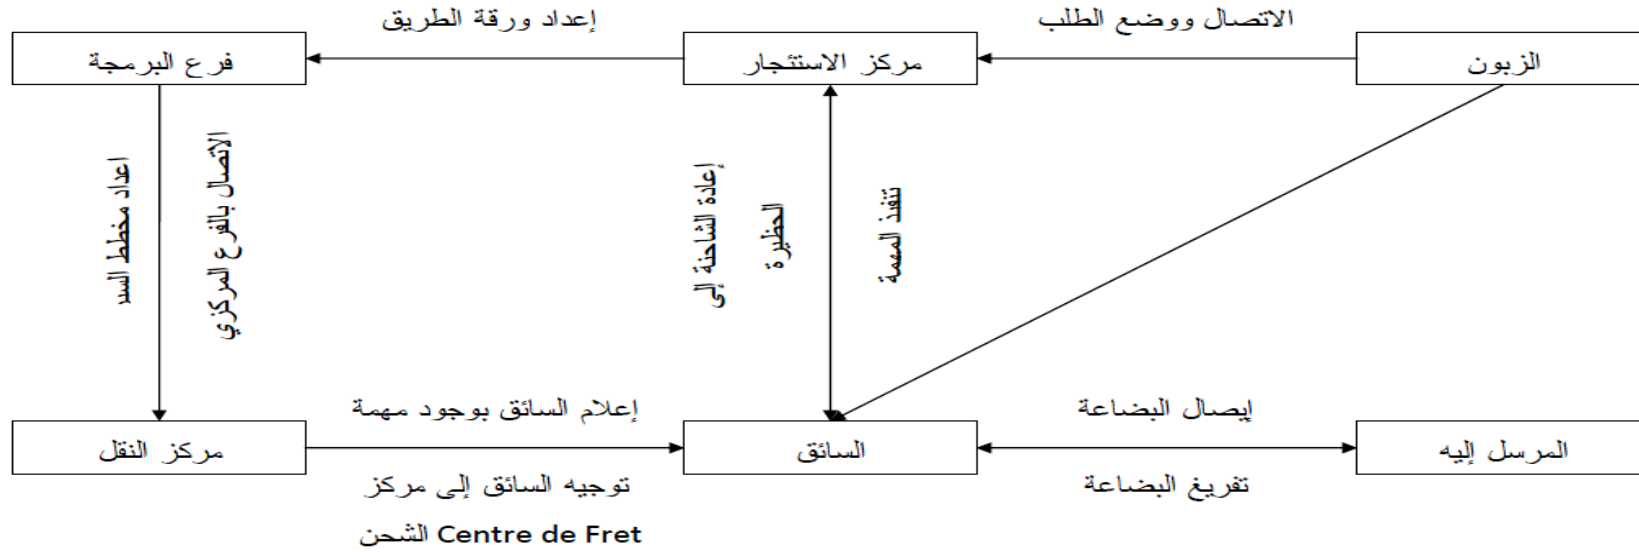 الاتصال ووضع الطلب
إعداد ورقة الطريق
الزبون
مركز الاستئجار
فرع البرمجة
تنفيذ المهمة
إعادة الشاحنة إلى
الحظيرة
الاتصال بالفرع المركزي
اعداد مخطط السير
إيصال البضاعة
إعلام السائق بوجود مهمة
المرسل إليه
السائق
مركز النقل
تفريغ البضاعة
توجيه السائق إلى مركز
الشحن Centre de Fret